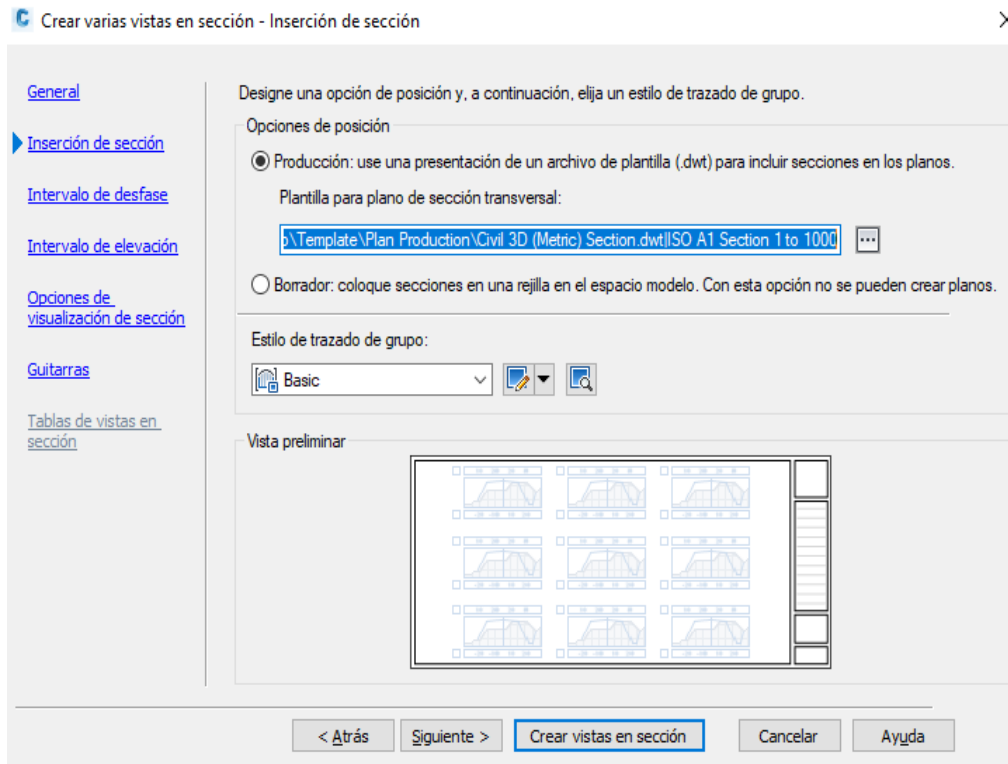 Crear varias vistas en sección - Inserción de sección
General
Inserción de sección
Intervalo de desfase
Intervalo de elevación
Opciones de
visualización de sección
Guitarras
Tablas de vistas en
sección
Designe una opción de posición y, a continuación, elija un estilo de trazado de grupo.
Opciones de posición
Producción: use una presentación de un archivo de plantilla (.dwt) para incluir secciones en los planos.
Plantilla para plano de sección transversal:
\Template\Plan Production\Civil 3D (Metric) Section.dwt|ISO A1 Section 1 to 1000
Borrador: coloque secciones en una rejilla en el espacio modelo. Con esta opción no se pueden crear planos.
Estilo de trazado de grupo:
Basic
Vista preliminar
< Atrás
Siguiente >
Crear vistas en sección
Cancelar
Ayuda